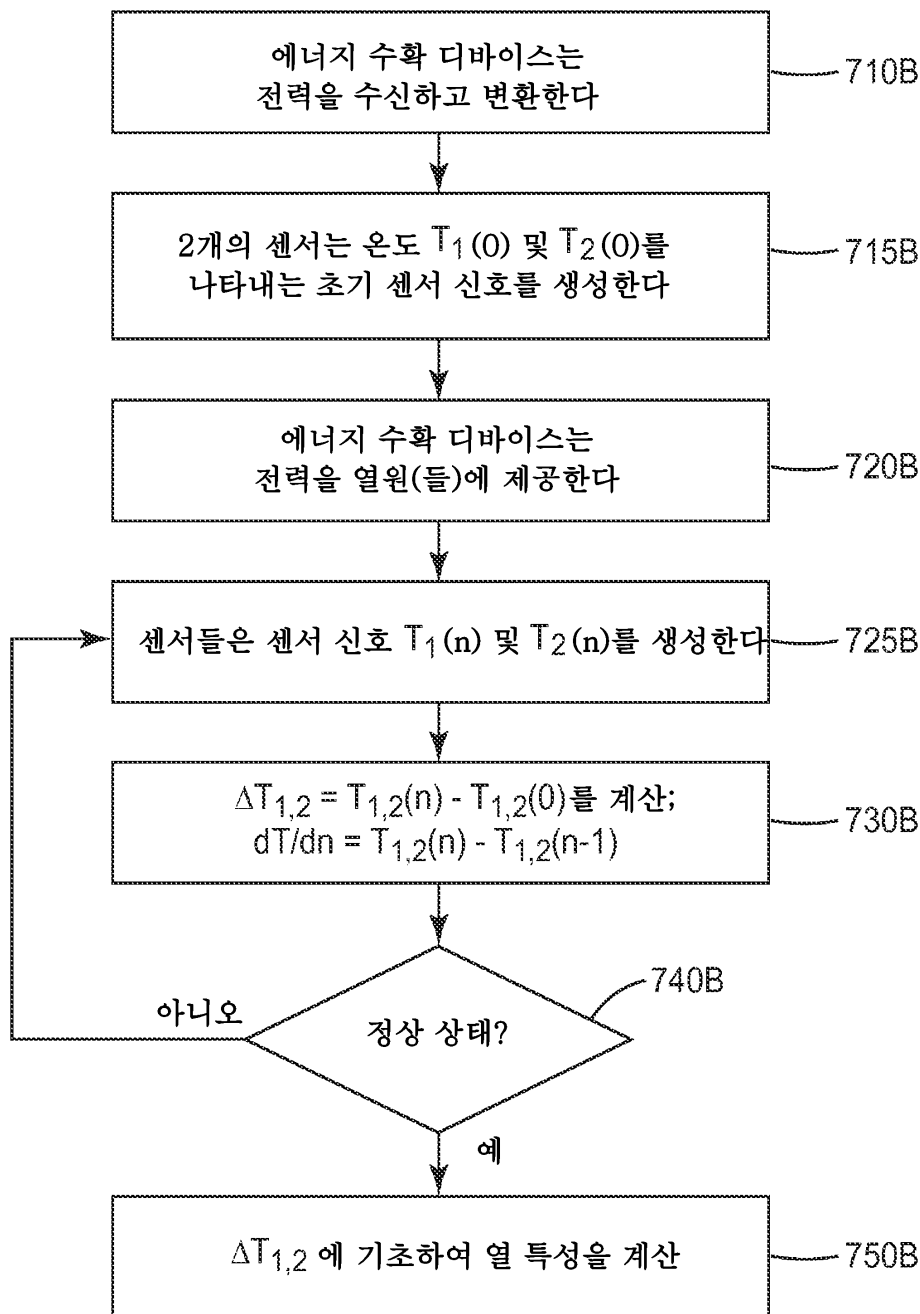 에너지 수확 디바이스는
전력을 수신하고 변환한다
710B
2개의 센서는 온도 T₁(0) 및 T₂(0)를
나타내는 초기 센서 신호를 생성한다
715B
에너지 수확 디바이스는
전력을 열원(들)에 제공한다
720B
센서들은 센서 신호 T₁(n) 및 T₂(n)를 생성한다
725B
ΔT₁,₂ = T₁,₂(n) - T₁,₂(0)를 계산;
dT/dn = T₁,₂(n) - T₁,₂(n-1)
730B
740B
아니오
정상 상태?
예
ΔT₁,₂ 에 기초하여 열 특성을 계산
750B